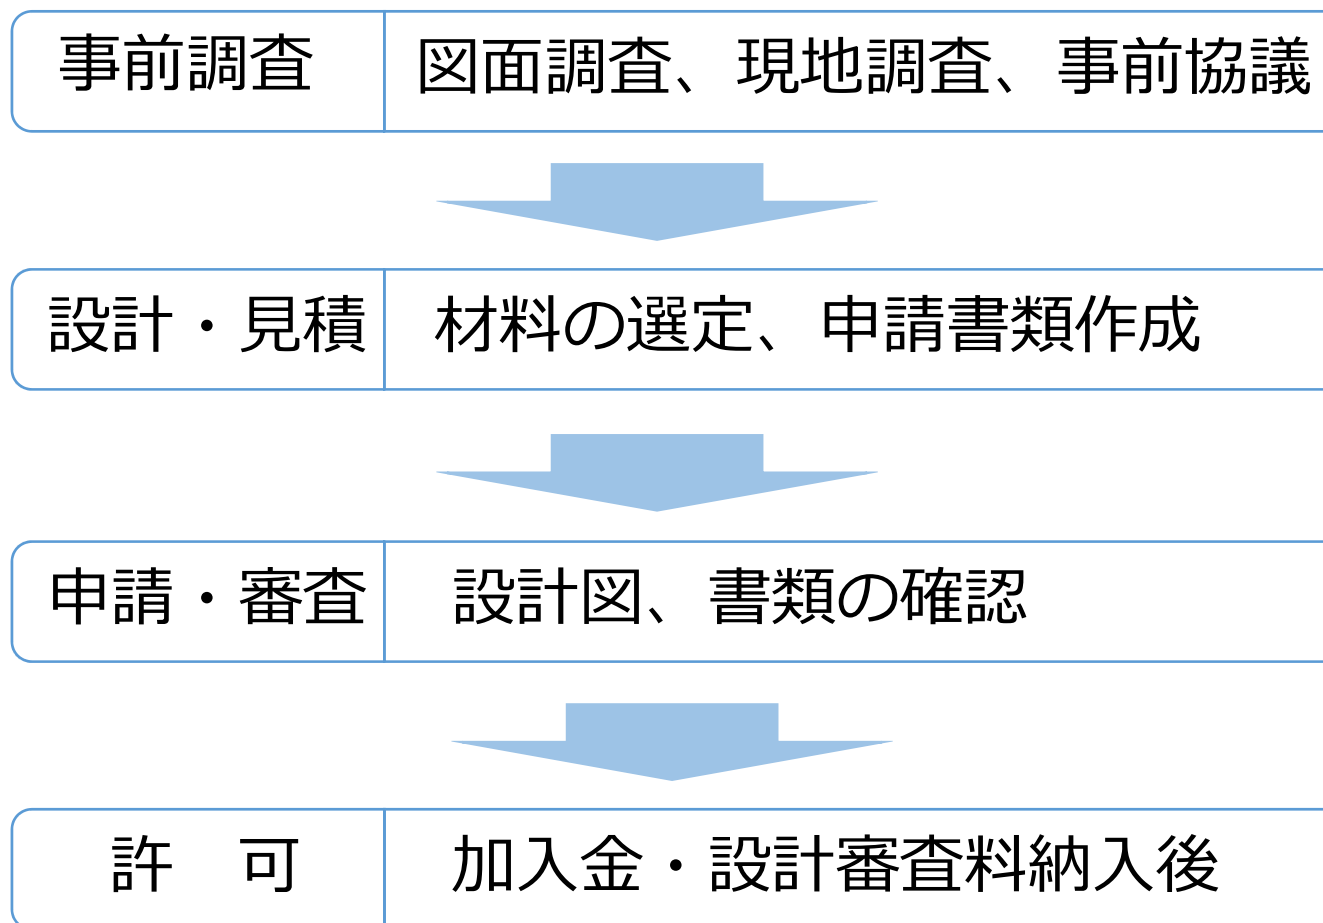 事前調査 図面調査、現地調査、事前協議
設計・見積 材料の選定、申請書類作成
申請・審査 設計図、書類の確認
許　可 加入金・設計審査料納入後